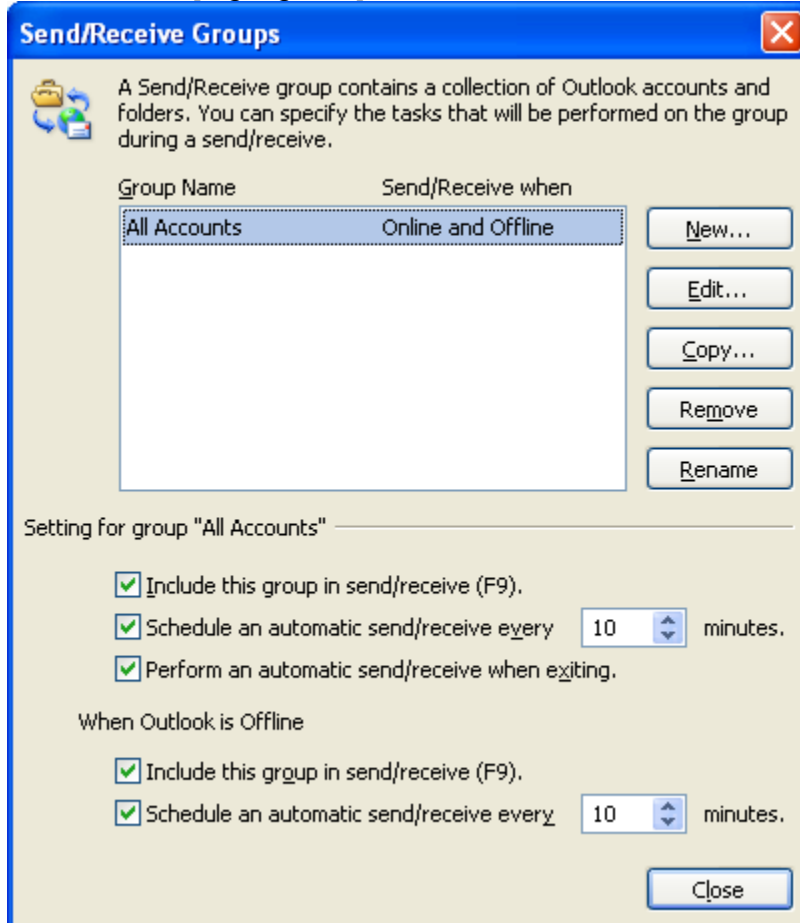 Send/Receive Groups
A Send/Receive group contains a collection of Outlook accounts and
folders. You can specify the tasks that will be performed on the group
during a send/receive.
Group Name Send/Receive when
All Accounts Online and Offline
New...
Edit...
Copy...
Remove
Rename
Setting for group "All Accounts"
Include this group in send/receive (F9).
Schedule an automatic send/receive every 10 minutes.
Perform an automatic send/receive when exiting.
When Outlook is Offline
Include this group in send/receive (F9).
Schedule an automatic send/receive every 10 minutes.
Close